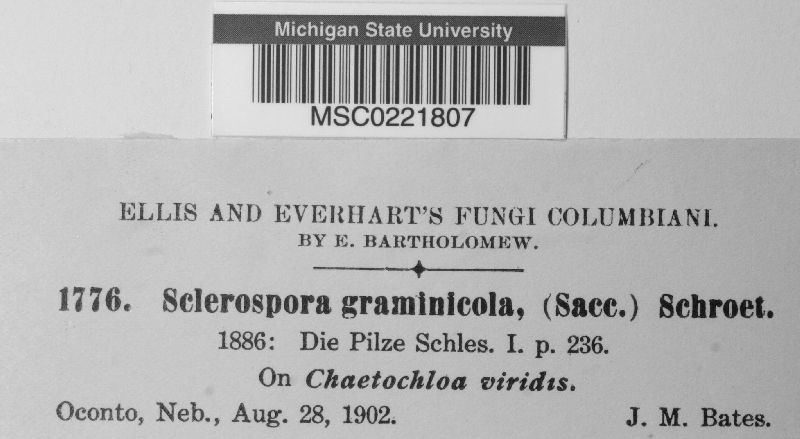 Michigan State University
MSC0221807
ELLIS AND EVERHART'S FUNGI COLUMBIANI.
BY E. BARTHOLOMEW.
1776. Sclerospora graminicola, (Sacc.) Schroet.
1886: Die Pilze Schles. I. p. 236.
On Chaetochloa viridis.
Oconto, Neb., Aug. 28, 1902. J. M. Bates.